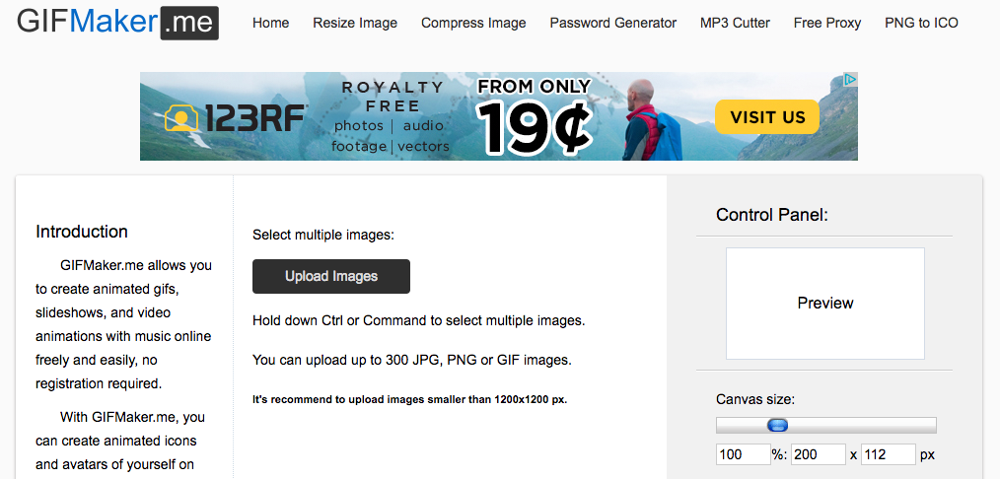 GIFMaker.me
Home Resize Image Compress Image Password Generator MP3 Cutter Free Proxy PNG to ICO
123RF
ROYALTY
FREE
photos | audio
footage | vectors
FROM ONLY
19¢
VISIT US
Introduction
GIFMaker.me allows you
to create animated gifs,
slideshows, and video
animations with music online
freely and easily, no
registration required.
With GIFMaker.me, you
can create animated icons
and avatars of yourself on
Select multiple images:
Upload Images
Hold down Ctrl or Command to select multiple images.
You can upload up to 300 JPG, PNG or GIF images.
It's recommend to upload images smaller than 1200x1200 px.
Control Panel:
Preview
Canvas size:
100 %: 200 x 112 px